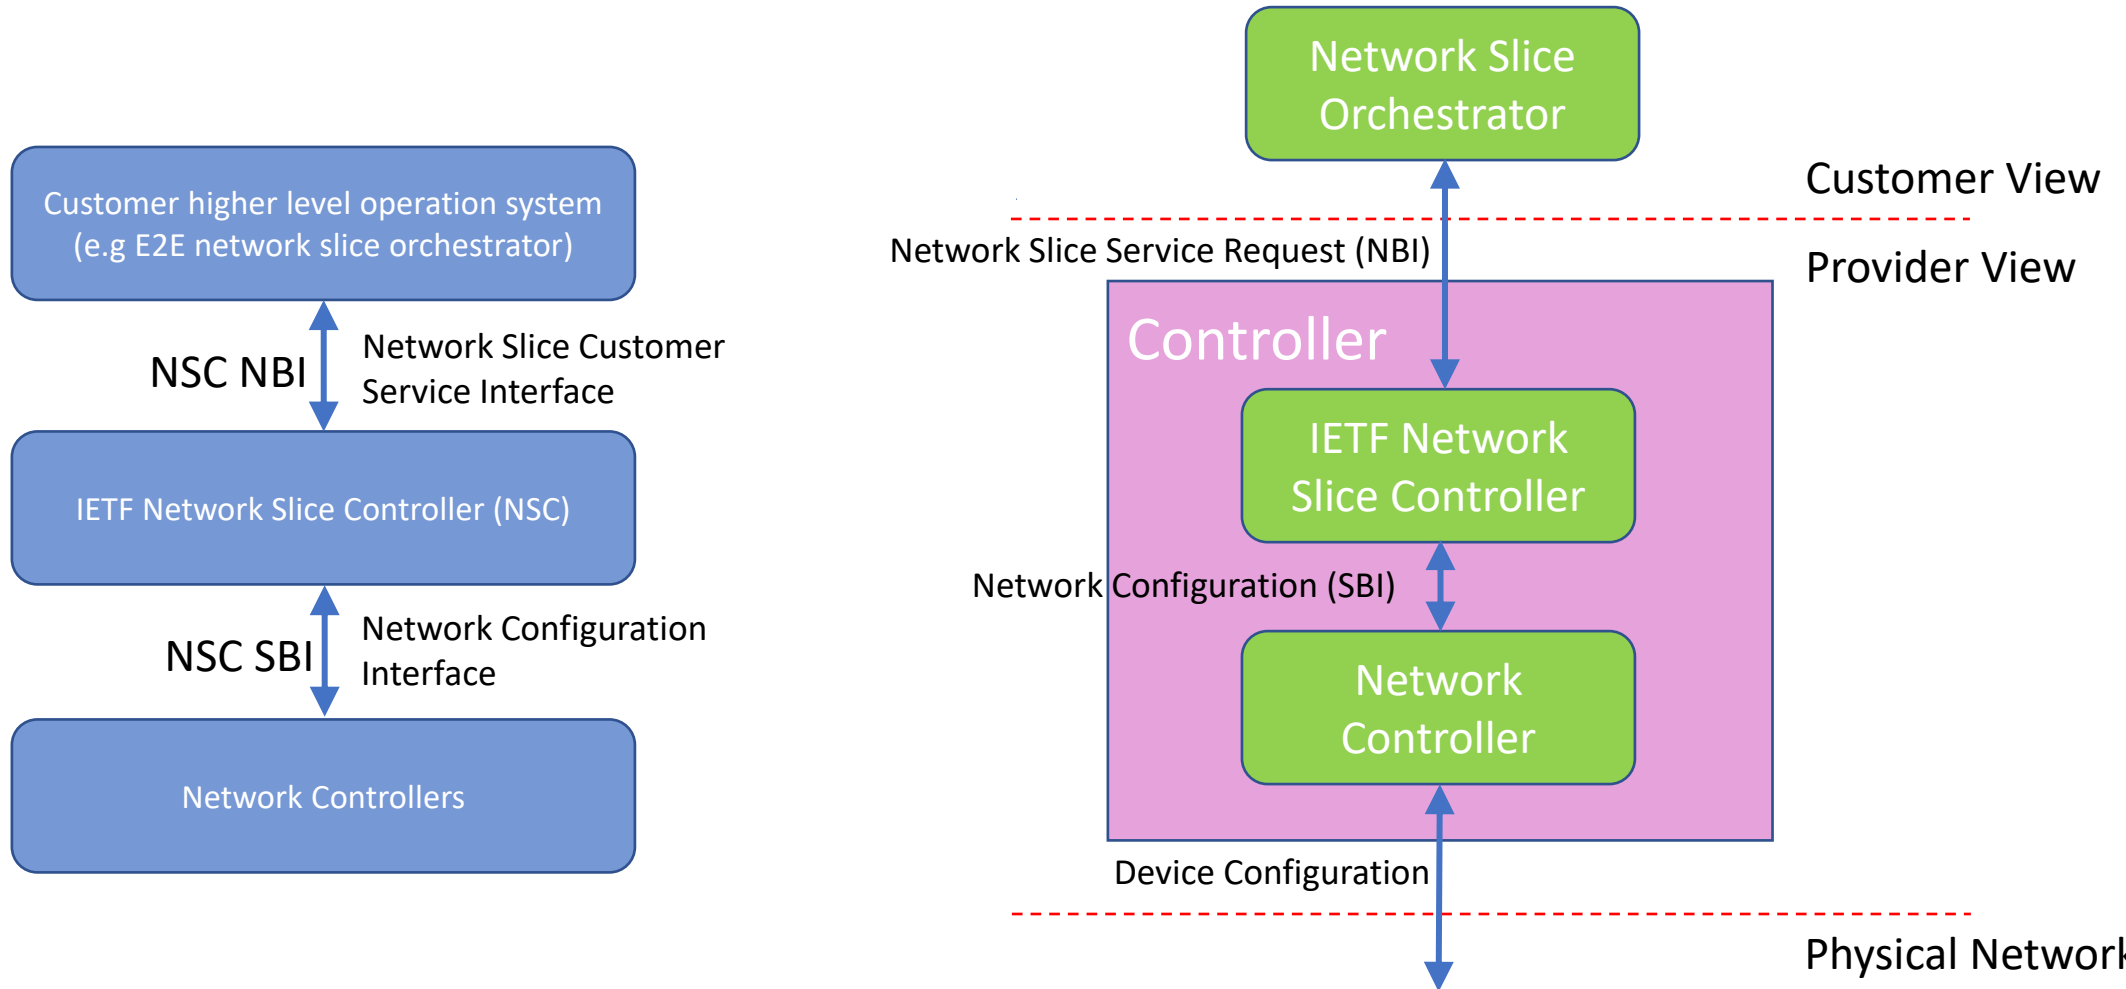 Customer higher level operation system
(e.g E2E network slice orchestrator)
NSC NBI
Network Slice Customer
Service Interface
IETF Network Slice Controller (NSC)
NSC SBI
Network Configuration
Interface
Network Controllers
Network Slice
Orchestrator
Customer View
Network Slice Service Request (NBI)
Provider View
Controller
IETF Network
Slice Controller
Network Configuration (SBI)
Network
Controller
Device Configuration
Physical Network